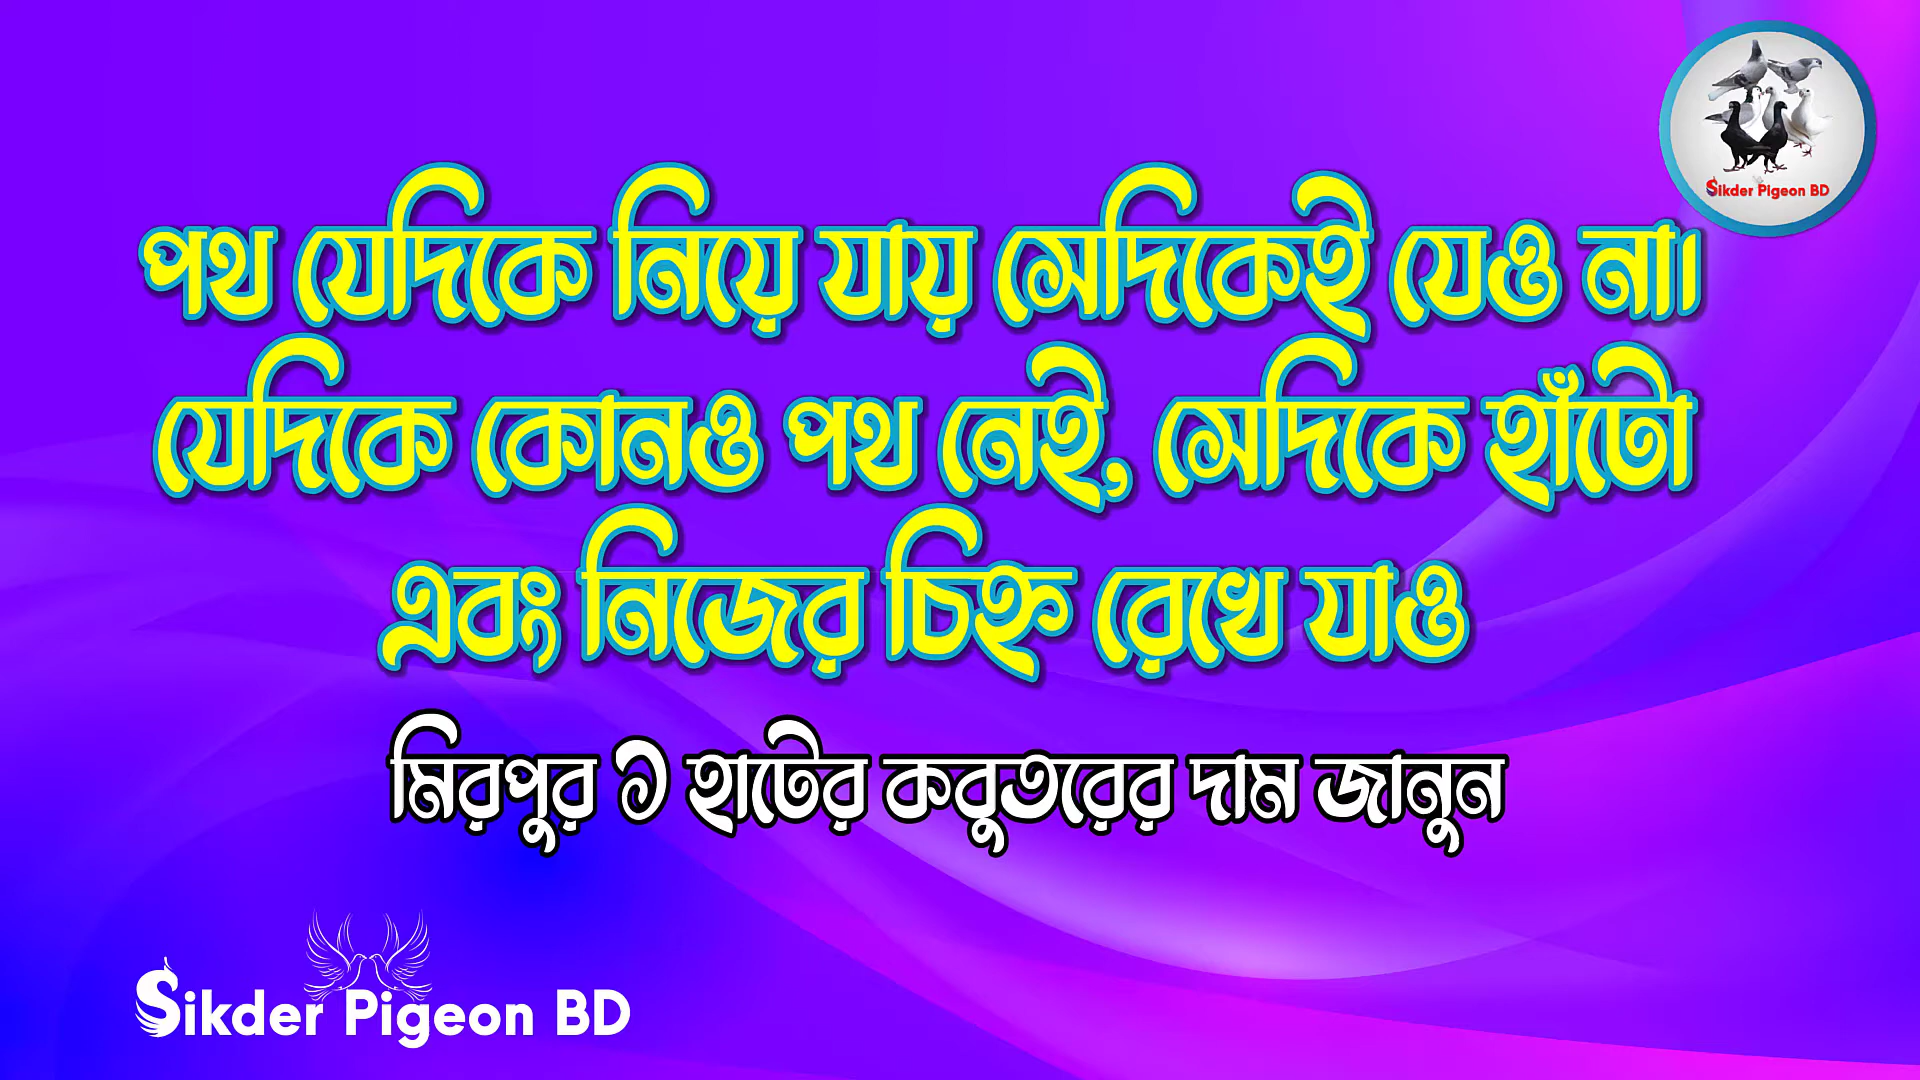 Sikder Pigeon BD
পথ যেদিকে নিয়ে যায় সেদিকেই যেও না।
যেদিকে কোনও পথ নেই, সেদিকে হাঁটো
এবং নিজের চিহ্ন রেখে যাও
মিরপুর ১ হাটের কবুতরের দাম জানুন
Sikder Pigeon BD